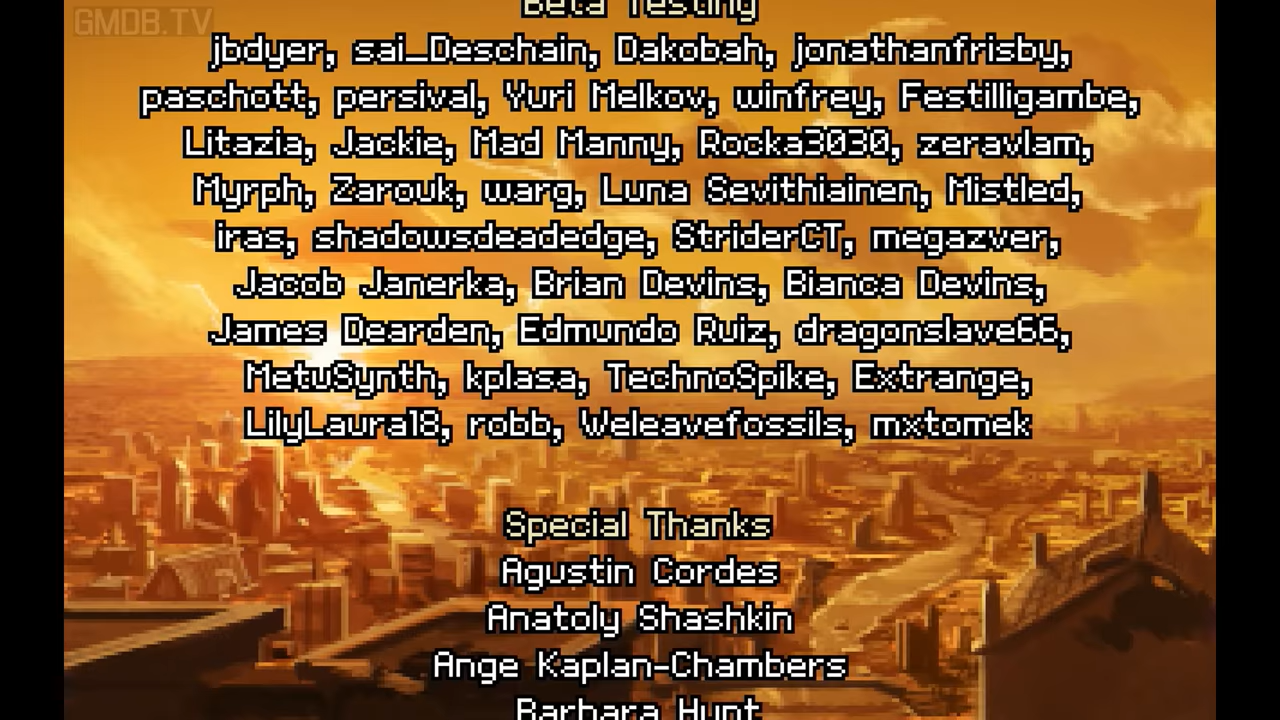 GMDB.TV
Beta Testing
jbdyer, sai_Deschain, Dakobah, jonathanfrisby,
paschott, persival, Yuri Melkov, winfrey, Festilligambe,
Litazia, Jackie, Mad Manny, Rocka3030, zeravlam,
Myrph, Zarouk, warg, Luna Sevithiainen, Mistled,
iras, shadowsdeadedge, StriderCT, megazver,
Jacob Janerka, Brian Devins, Bianca Devins,
James Dearden, Edmundo Ruiz, dragonslave66,
MetuSynth, kplasa, TechnoSpike, Extrange,
LilyLaura18, robb, Weleavefossils, mxtomek
Special Thanks
Agustin Cordes
Anatoly Shashkin
Ange Kaplan-Chambers
Barbara Hunt